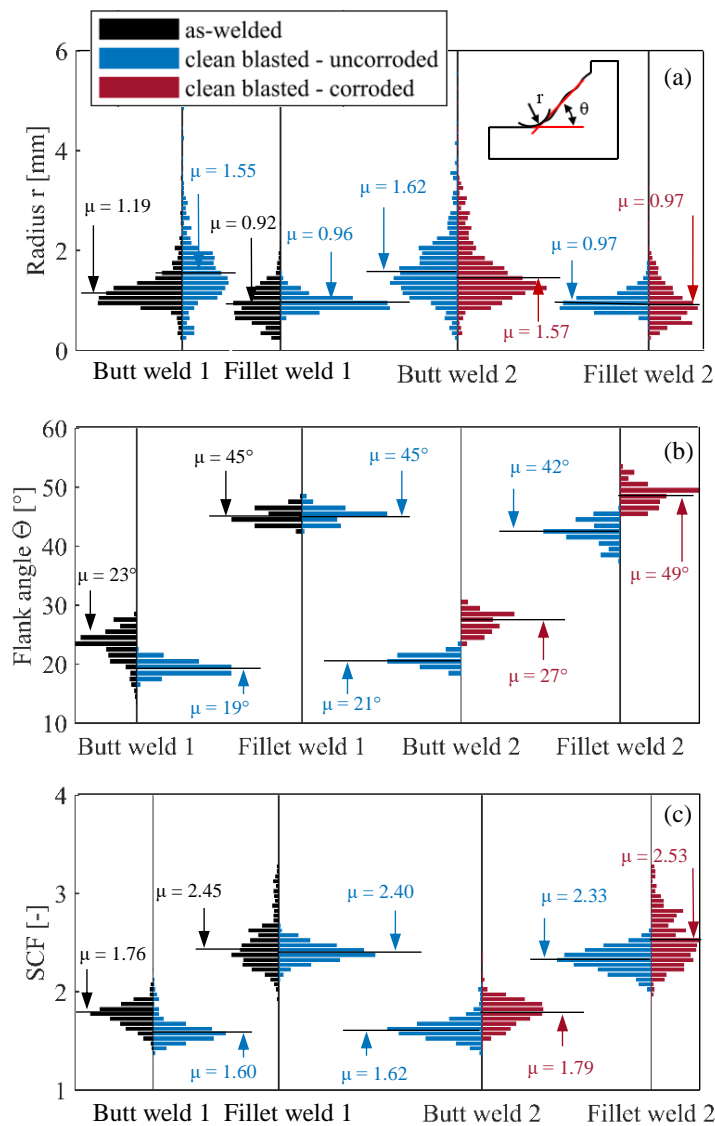 as-welded
clean blasted - uncorroded
clean blasted - corroded
(a)
Radius r [mm]
6
4
2
0
r
θ
μ = 1.19
μ = 1.55
μ = 0.92
μ = 0.96
μ = 1.62
μ = 1.57
μ = 0.97
μ = 0.97
Butt weld 1 Fillet weld 1 Butt weld 2 Fillet weld 2
(b)
Flank angle Θ [°]
60
50
40
30
20
10
μ = 23°
μ = 19°
μ = 45°
μ = 45°
μ = 21°
μ = 27°
μ = 42°
μ = 49°
Butt weld 1 Fillet weld 1 Butt weld 2 Fillet weld 2
(c)
SCF [-]
4
3
2
1
μ = 1.76
μ = 1.60
μ = 2.45
μ = 2.40
μ = 1.62
μ = 1.79
μ = 2.33
μ = 2.53
Butt weld 1 Fillet weld 1 Butt weld 2 Fillet weld 2